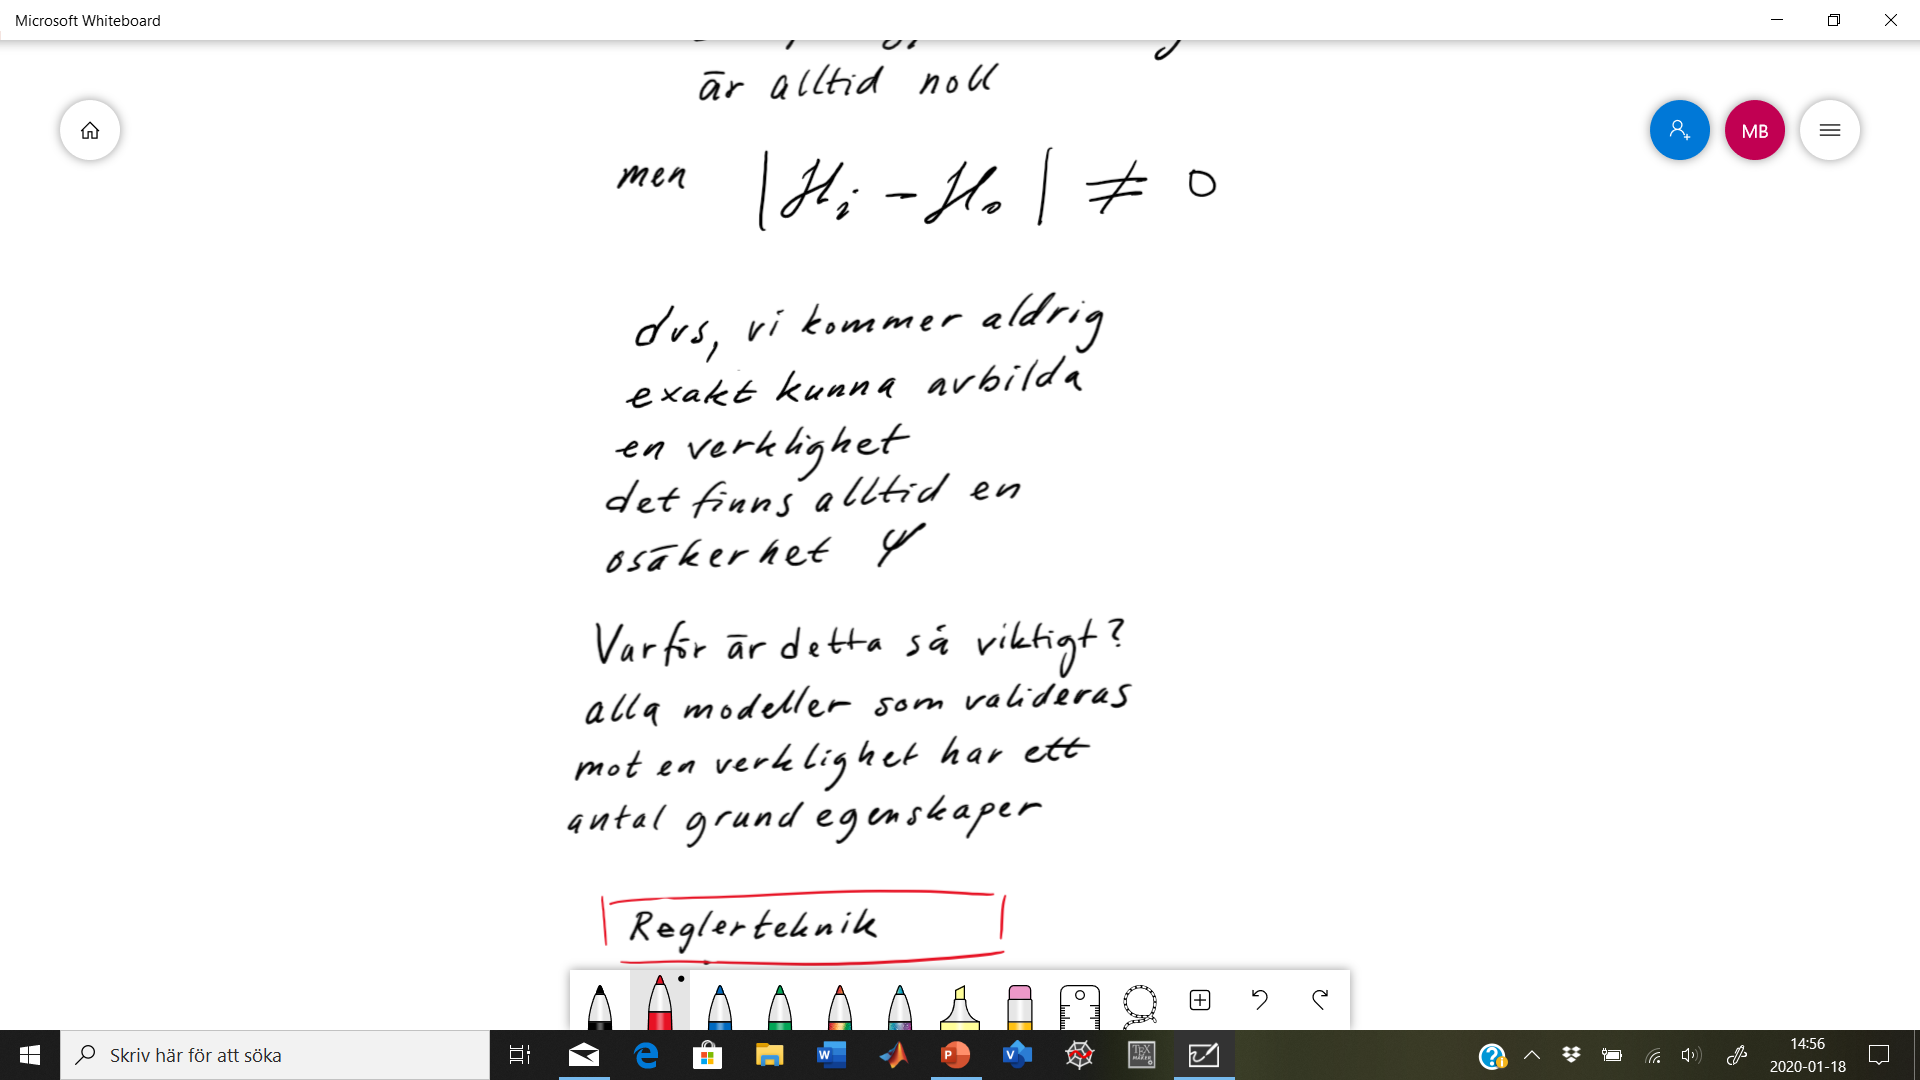 Microsoft Whiteboard
är alltid noll
MB
men |ℋi - ℋo| ≠ 0
dvs, vi kommer aldrig
exakt kunna avbilda
en verklighet
det finns alltid en
osäkerhet ψ
Varför är detta så viktigt?
alla modeller som valideras
mot en verklighet har ett
antal grundegenskaper
Reglerteknik
Skriv här för att söka
14:56
2020-01-18